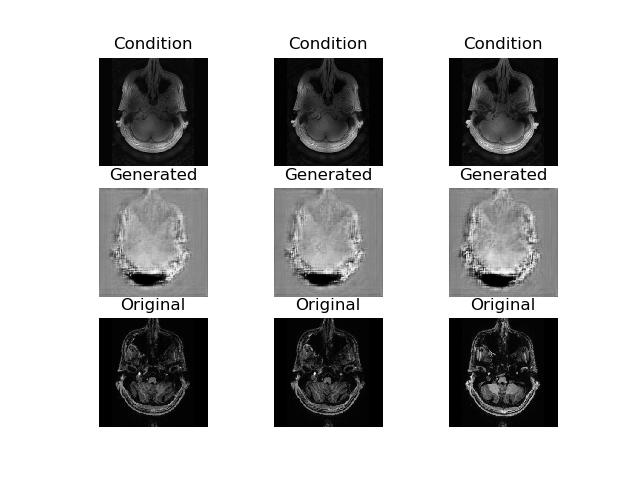 Condition Condition Condition
Generated Generated Generated
Original Original Original